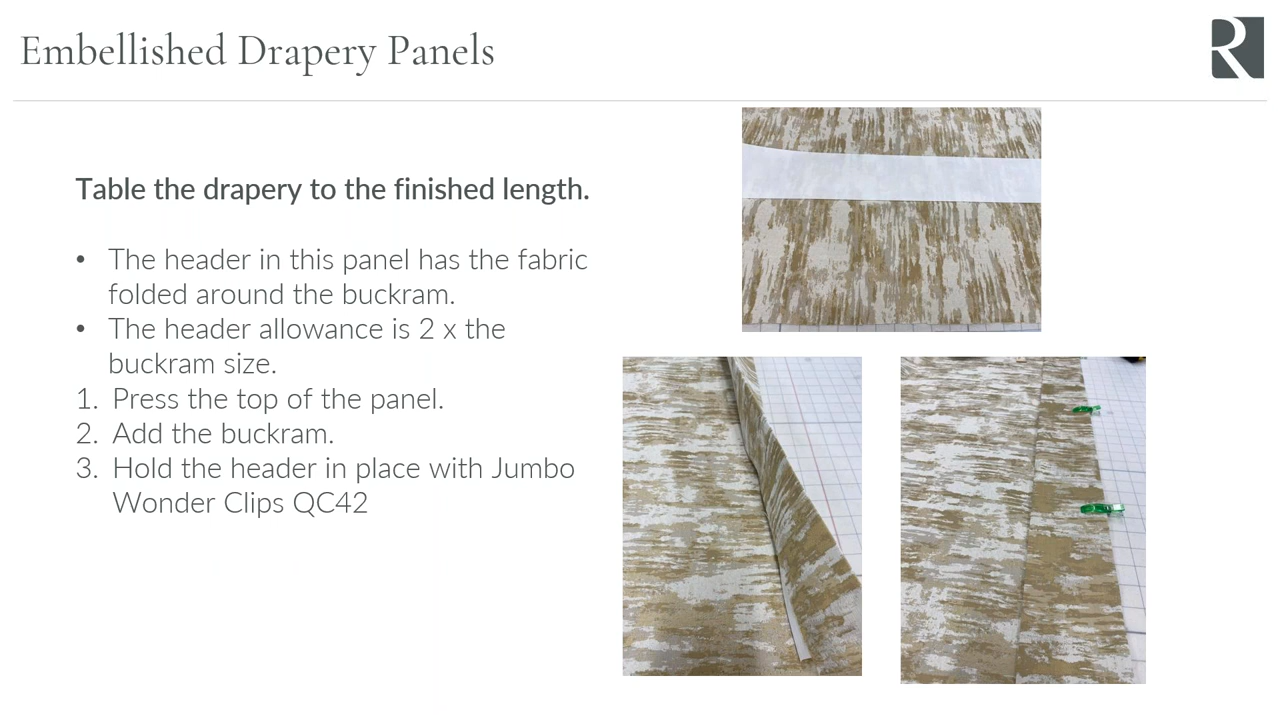 Embellished Drapery Panels
R
Table the drapery to the finished length.
• The header in this panel has the fabric
folded around the buckram.
• The header allowance is 2 x the
buckram size.
1. Press the top of the panel.
2. Add the buckram.
3. Hold the header in place with Jumbo
Wonder Clips QC42